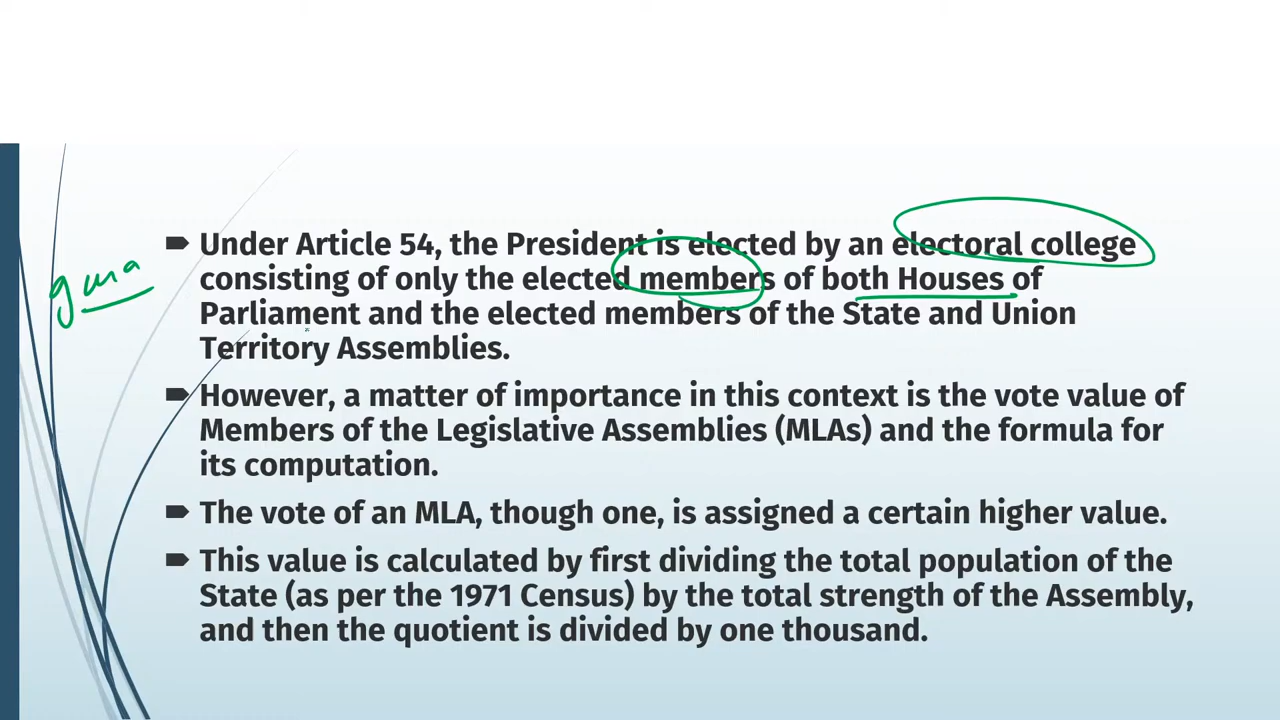 Under Article 54, the President is elected by an electoral college
consisting of only the elected members of both Houses of
Parliament and the elected members of the State and Union
Territory Assemblies.
However, a matter of importance in this context is the vote value of
Members of the Legislative Assemblies (MLAs) and the formula for
its computation.
The vote of an MLA, though one, is assigned a certain higher value.
This value is calculated by first dividing the total population of the
State (as per the 1971 Census) by the total strength of the Assembly,
and then the quotient is divided by one thousand.